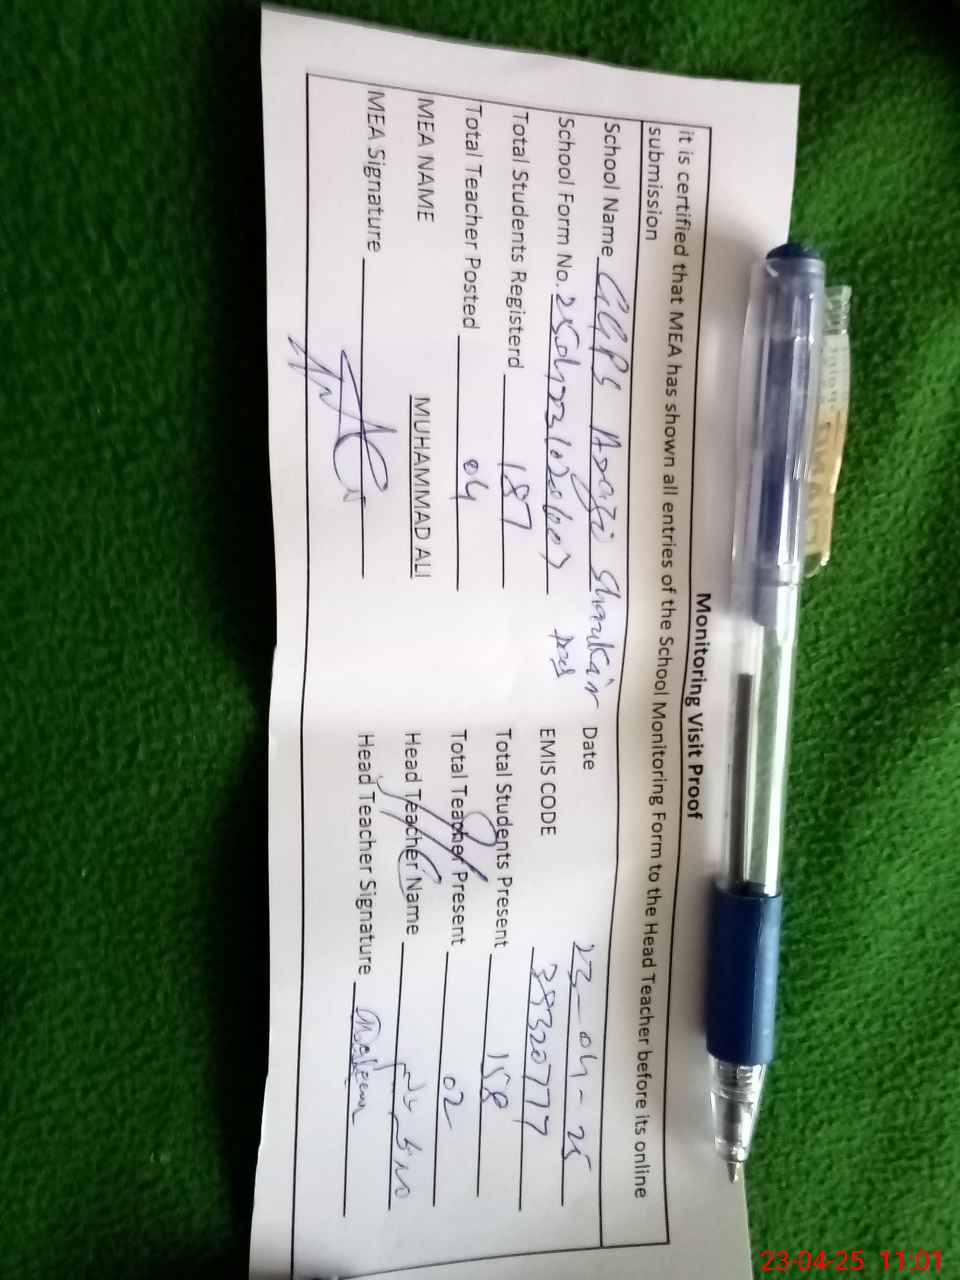 Monitoring Visit Proof
it is certified that MEA has shown all entries of the School Monitoring Form to the Head Teacher before its online
submission
School Name GGPS Arazi Date 23-04-25
School Form No. EMIS CODE 38320777
Total Students Registerd 187 Total Students Present 158
Total Teacher Posted 04 Total Teacher Present 02
MEA NAME MUHAMMAD ALI Head Teacher Name
MEA Signature Head Teacher Signature
23-04-25 11:01